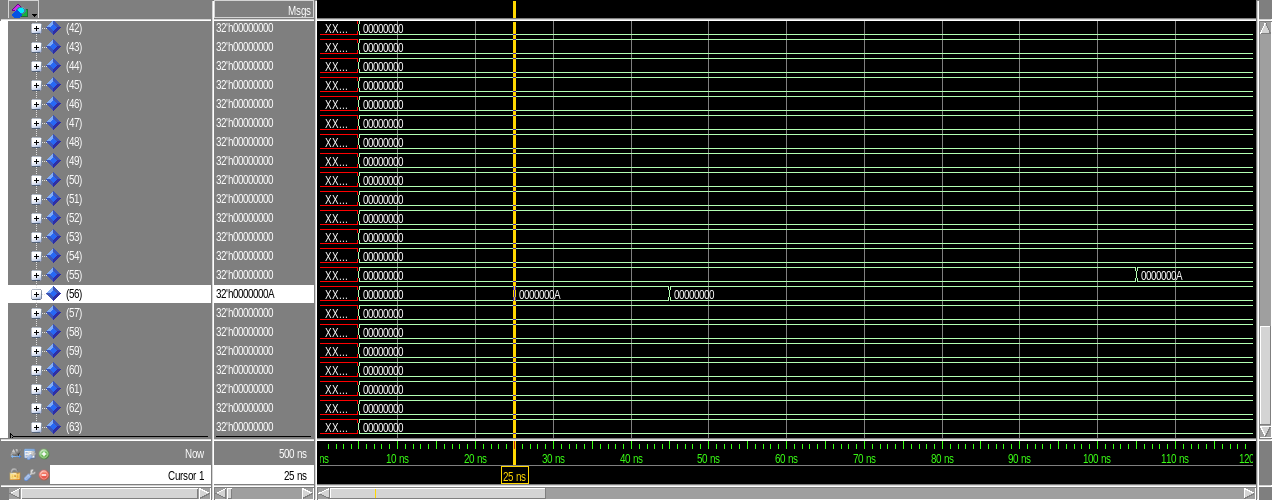 Msgs
(42) 32'h00000000 XX... 00000000
(43) 32'h00000000 XX... 00000000
(44) 32'h00000000 XX... 00000000
(45) 32'h00000000 XX... 00000000
(46) 32'h00000000 XX... 00000000
(47) 32'h00000000 XX... 00000000
(48) 32'h00000000 XX... 00000000
(49) 32'h00000000 XX... 00000000
(50) 32'h00000000 XX... 00000000
(51) 32'h00000000 XX... 00000000
(52) 32'h00000000 XX... 00000000
(53) 32'h00000000 XX... 00000000
(54) 32'h00000000 XX... 00000000
(55) 32'h00000000 XX... 00000000 0000000A
(56) 32'h0000000A XX... 00000000 0000000A 00000000
(57) 32'h00000000 XX... 00000000
(58) 32'h00000000 XX... 00000000
(59) 32'h00000000 XX... 00000000
(60) 32'h00000000 XX... 00000000
(61) 32'h00000000 XX... 00000000
(62) 32'h00000000 XX... 00000000
(63) 32'h00000000 XX... 00000000
Now 500 ns ns 10 ns 20 ns 30 ns 40 ns 50 ns 60 ns 70 ns 80 ns 90 ns 100 ns 110 ns 120
Cursor 1 25 ns 25 ns